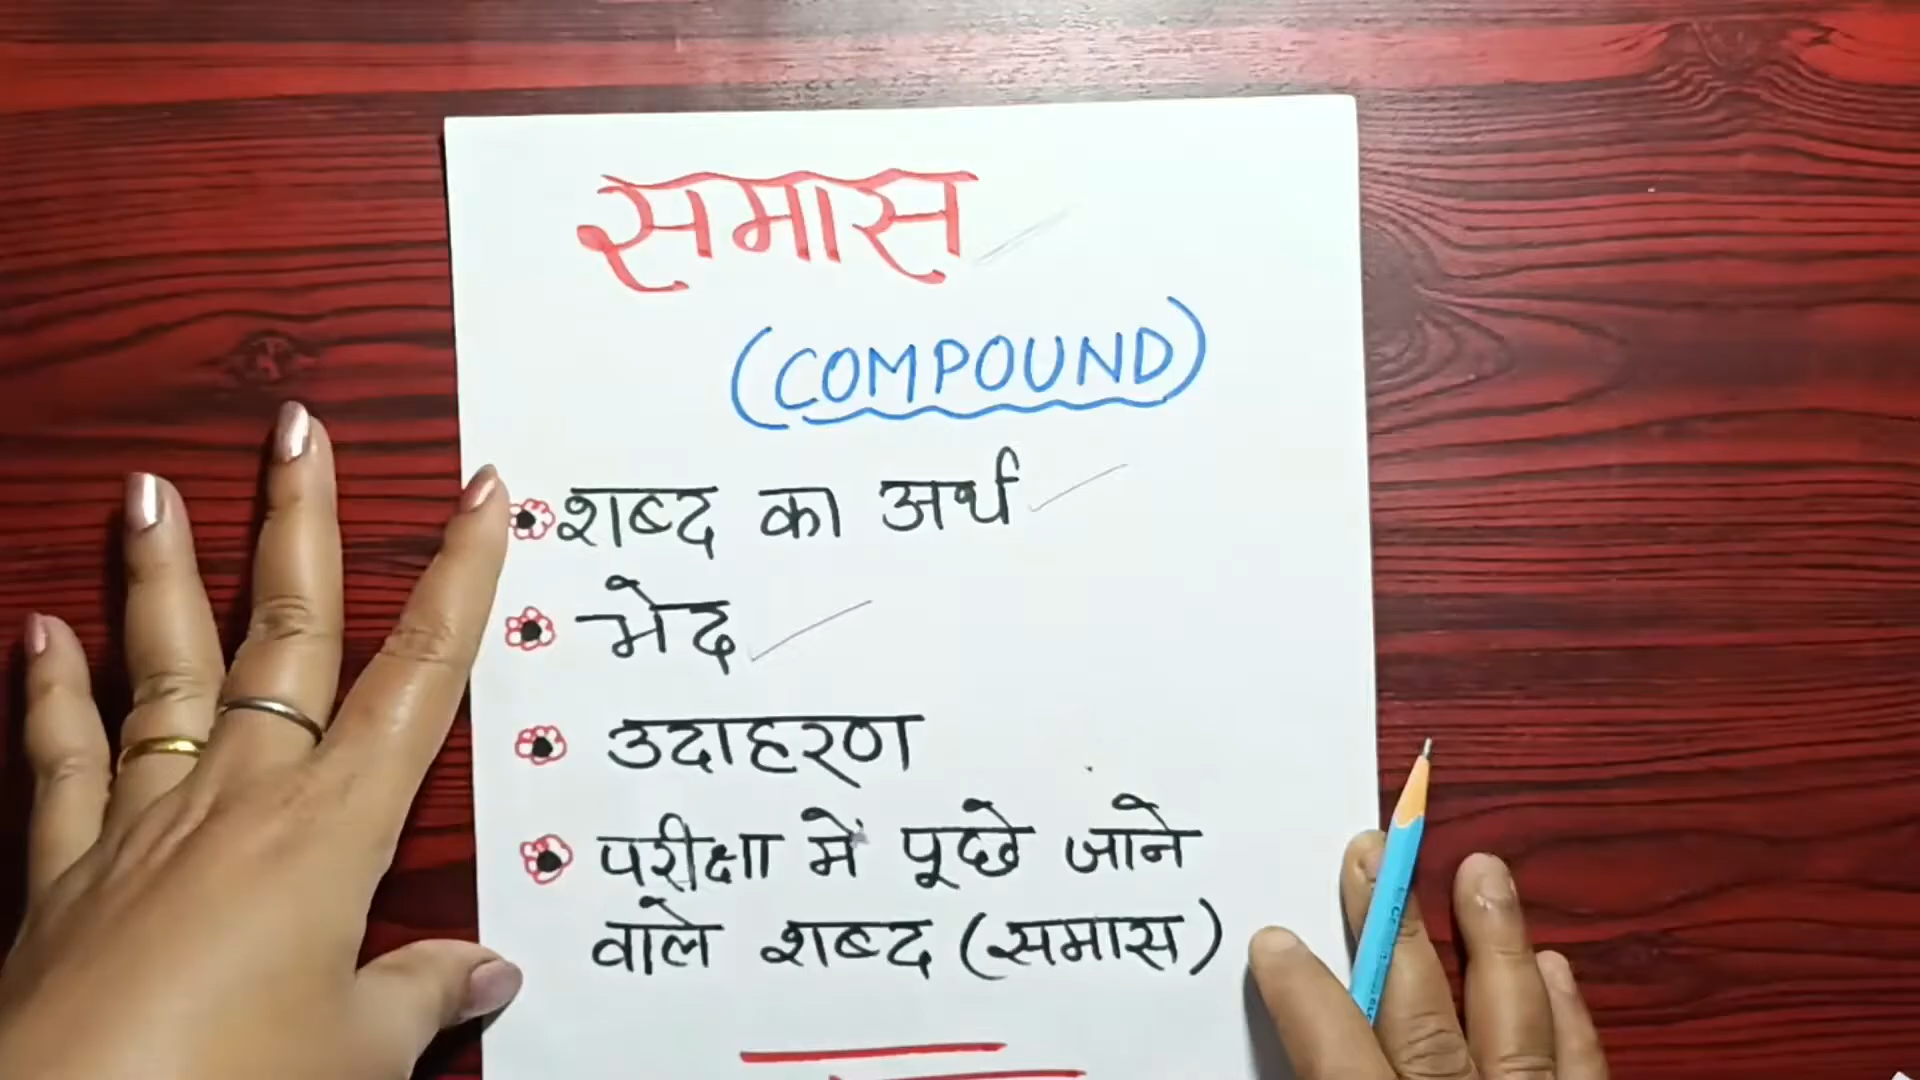 समास
(COMPOUND)
शब्द का अर्थ
भेद
उदाहरण
परीक्षा में पूछे जाने
वाले शब्द (समास)